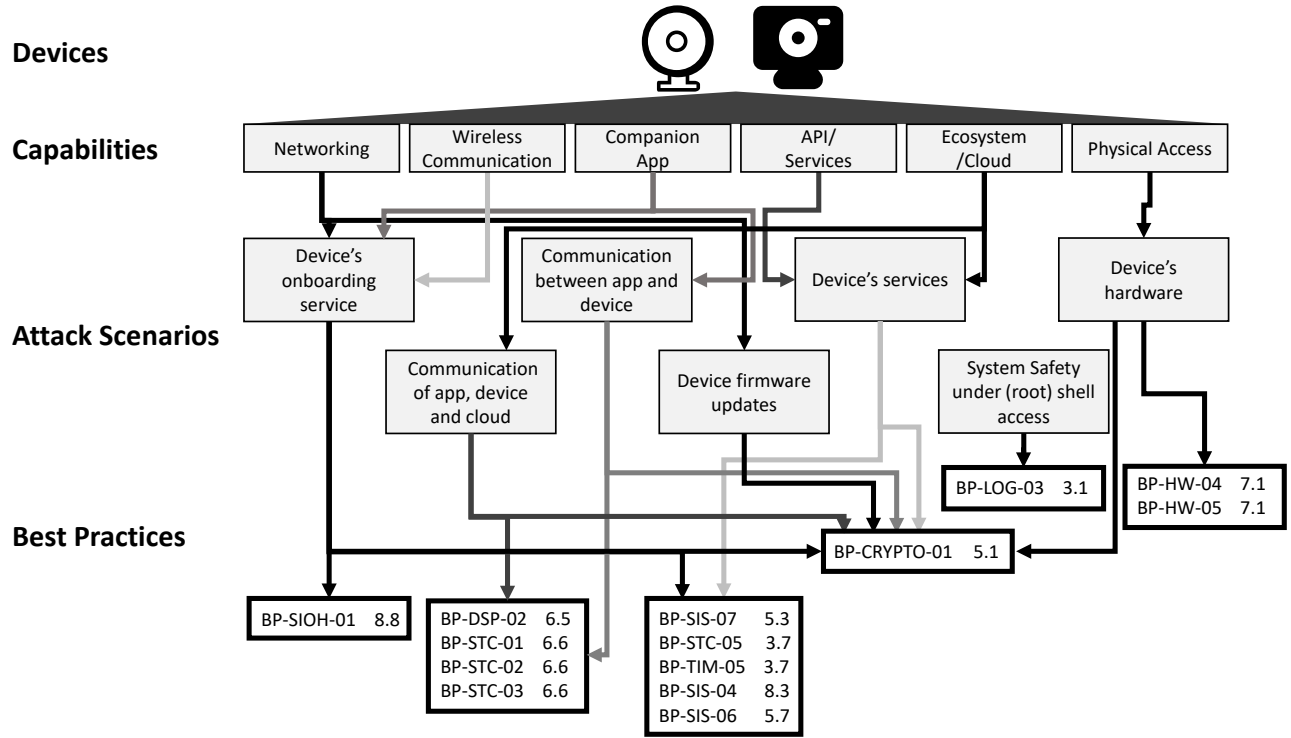 Devices
Capabilities
Networking
Wireless
Communication
Companion
App
API/
Services
Ecosystem
/Cloud
Physical Access
Attack Scenarios
Device's
onboarding
service
Communication
between app and
device
Device's services
Device's
hardware
Communication
of app, device
and cloud
Device firmware
updates
System Safety
under (root) shell
access
Best Practices
BP-LOG-03 3.1
BP-HW-04 7.1
BP-HW-05 7.1
BP-CRYPTO-01 5.1
BP-SIOH-01 8.8
BP-DSP-02 6.5
BP-STC-01 6.6
BP-STC-02 6.6
BP-STC-03 6.6
BP-SIS-07 5.3
BP-STC-05 3.7
BP-TIM-05 3.7
BP-SIS-04 8.3
BP-SIS-06 5.7